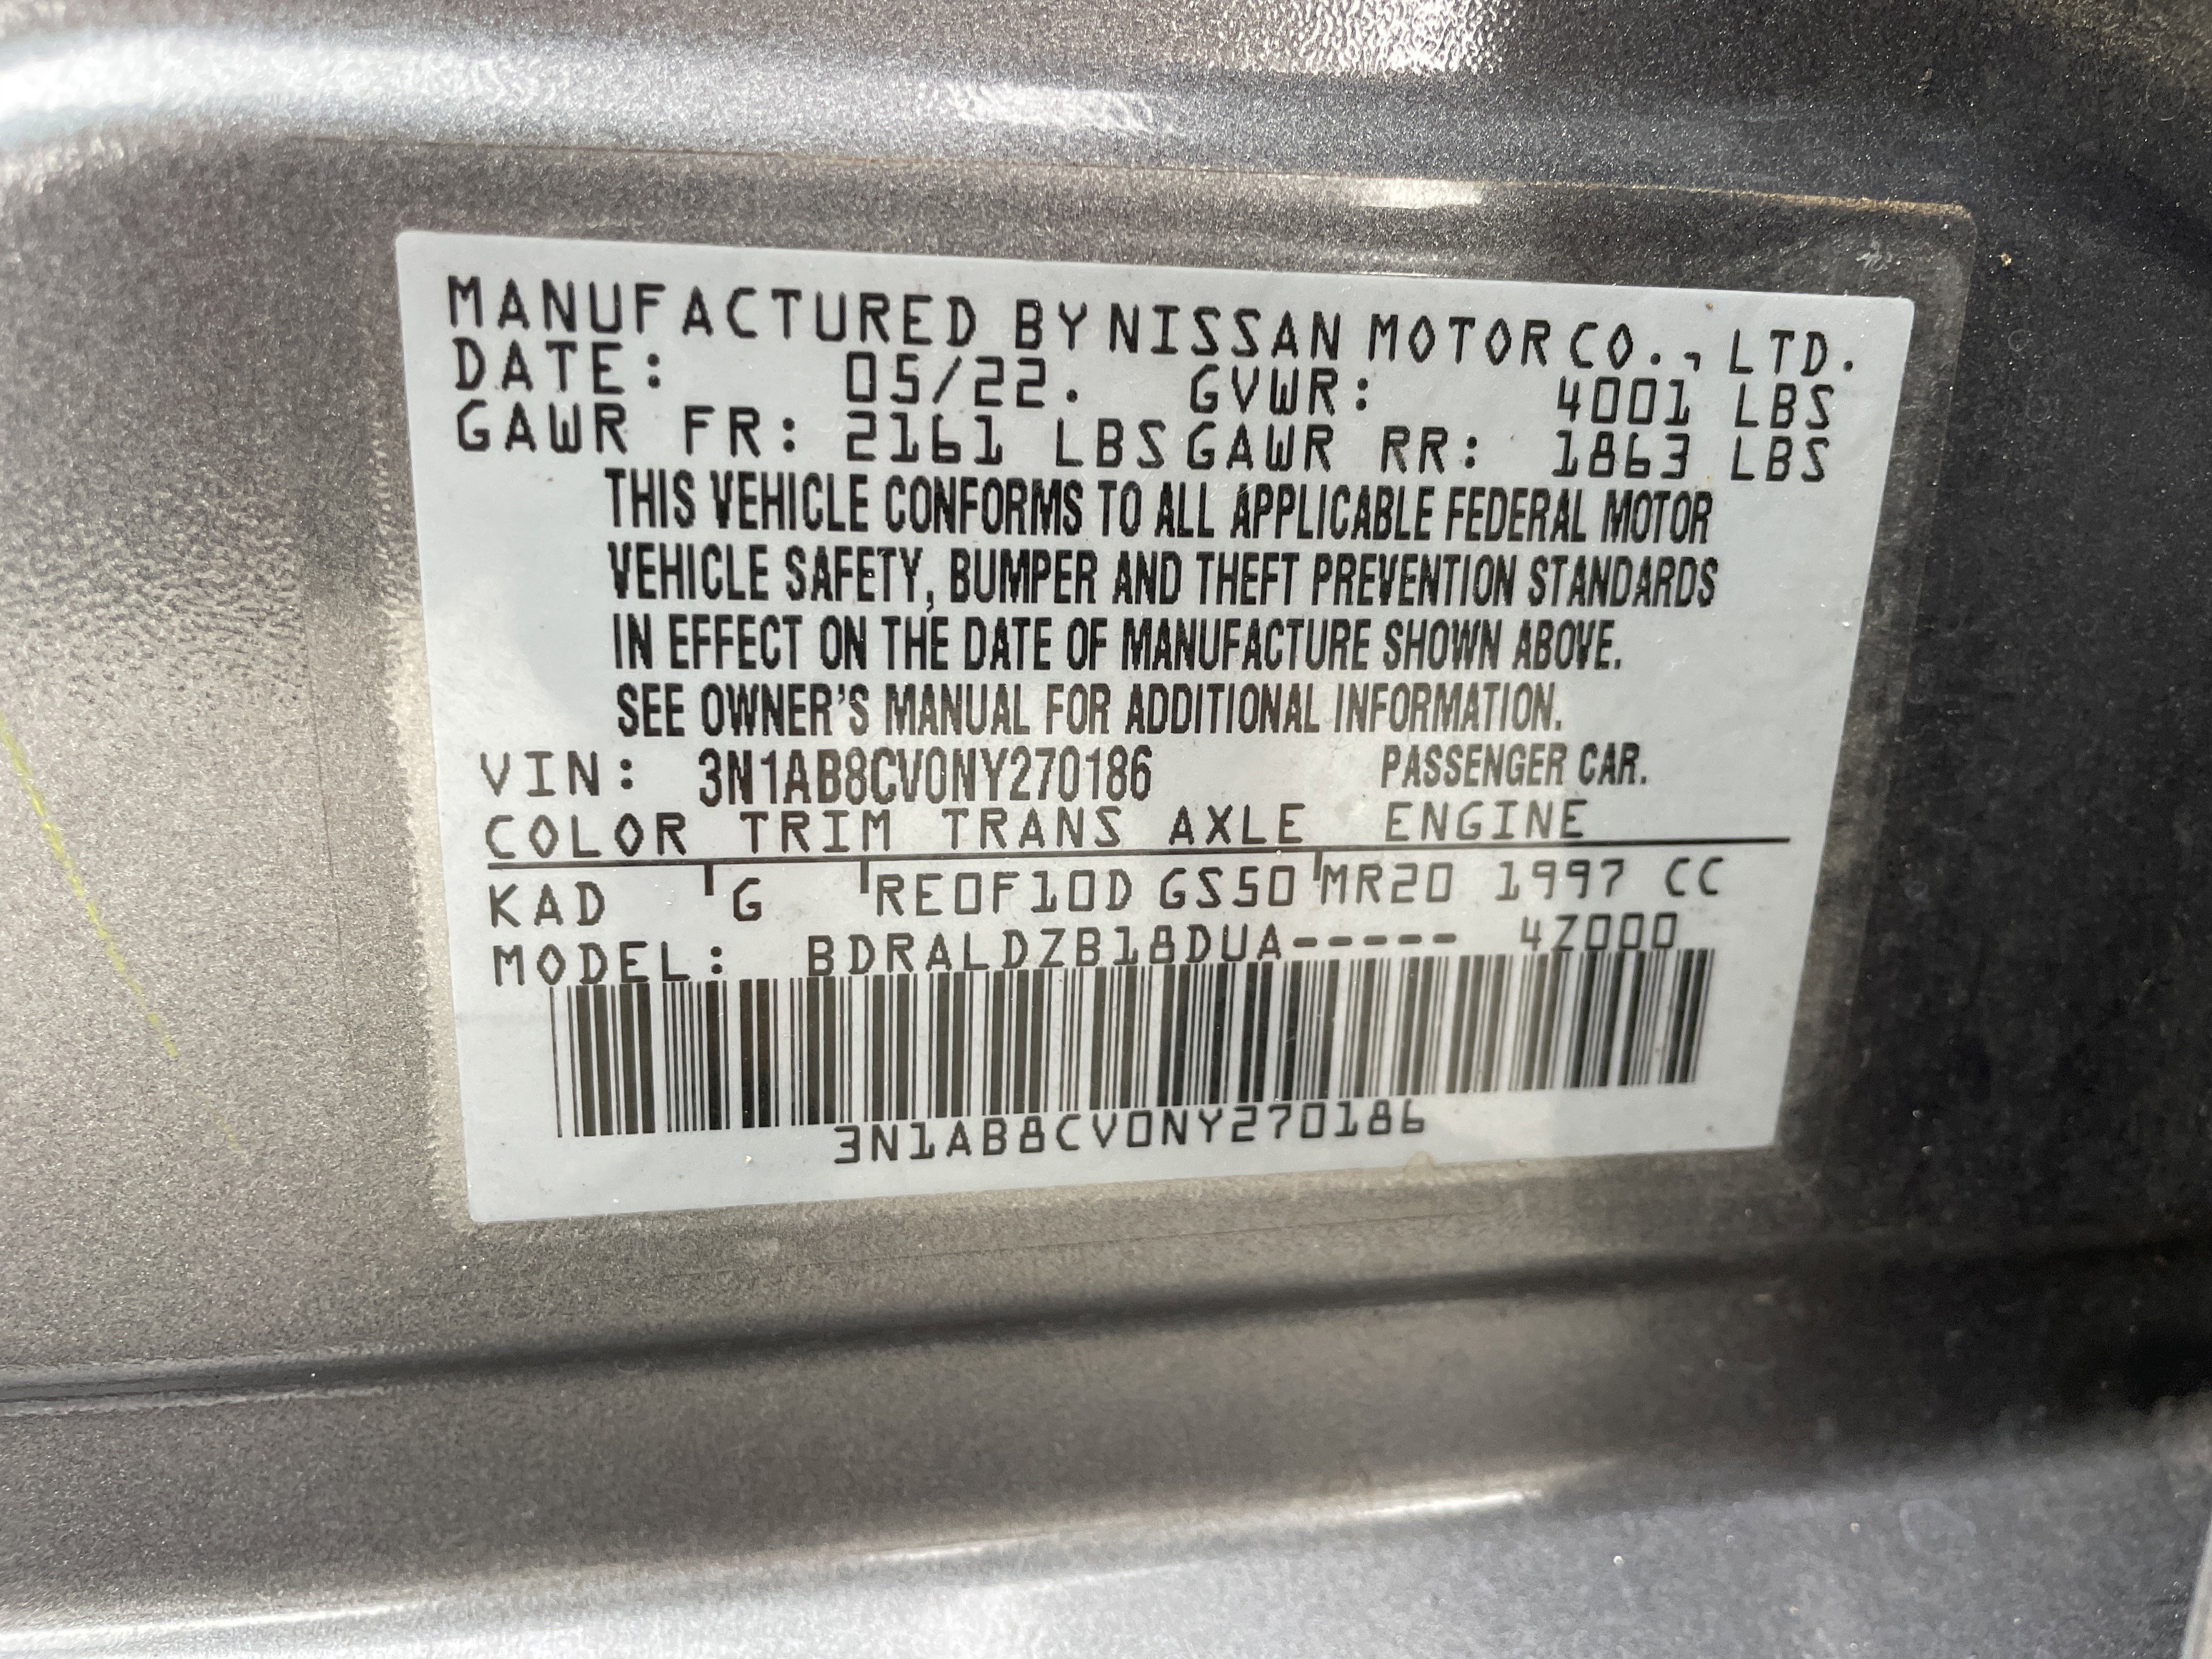 MANUFACTURED BY NISSAN MOTOR CO., LTD.
DATE: 05/22. GVWR: 4001 LBS
GAWR FR: 2161 LBS GAWR RR: 1863 LBS
THIS VEHICLE CONFORMS TO ALL APPLICABLE FEDERAL MOTOR
VEHICLE SAFETY, BUMPER AND THEFT PREVENTION STANDARDS
IN EFFECT ON THE DATE OF MANUFACTURE SHOWN ABOVE.
SEE OWNER'S MANUAL FOR ADDITIONAL INFORMATION.
VIN: 3N1AB8CV0NY270186 PASSENGER CAR.
COLOR TRIM TRANS AXLE ENGINE
KAD G RE0F10D GS50 MR20 1997 CC
MODEL: BDRALDZB18DUA----- 4Z000
3N1AB8CV0NY270186